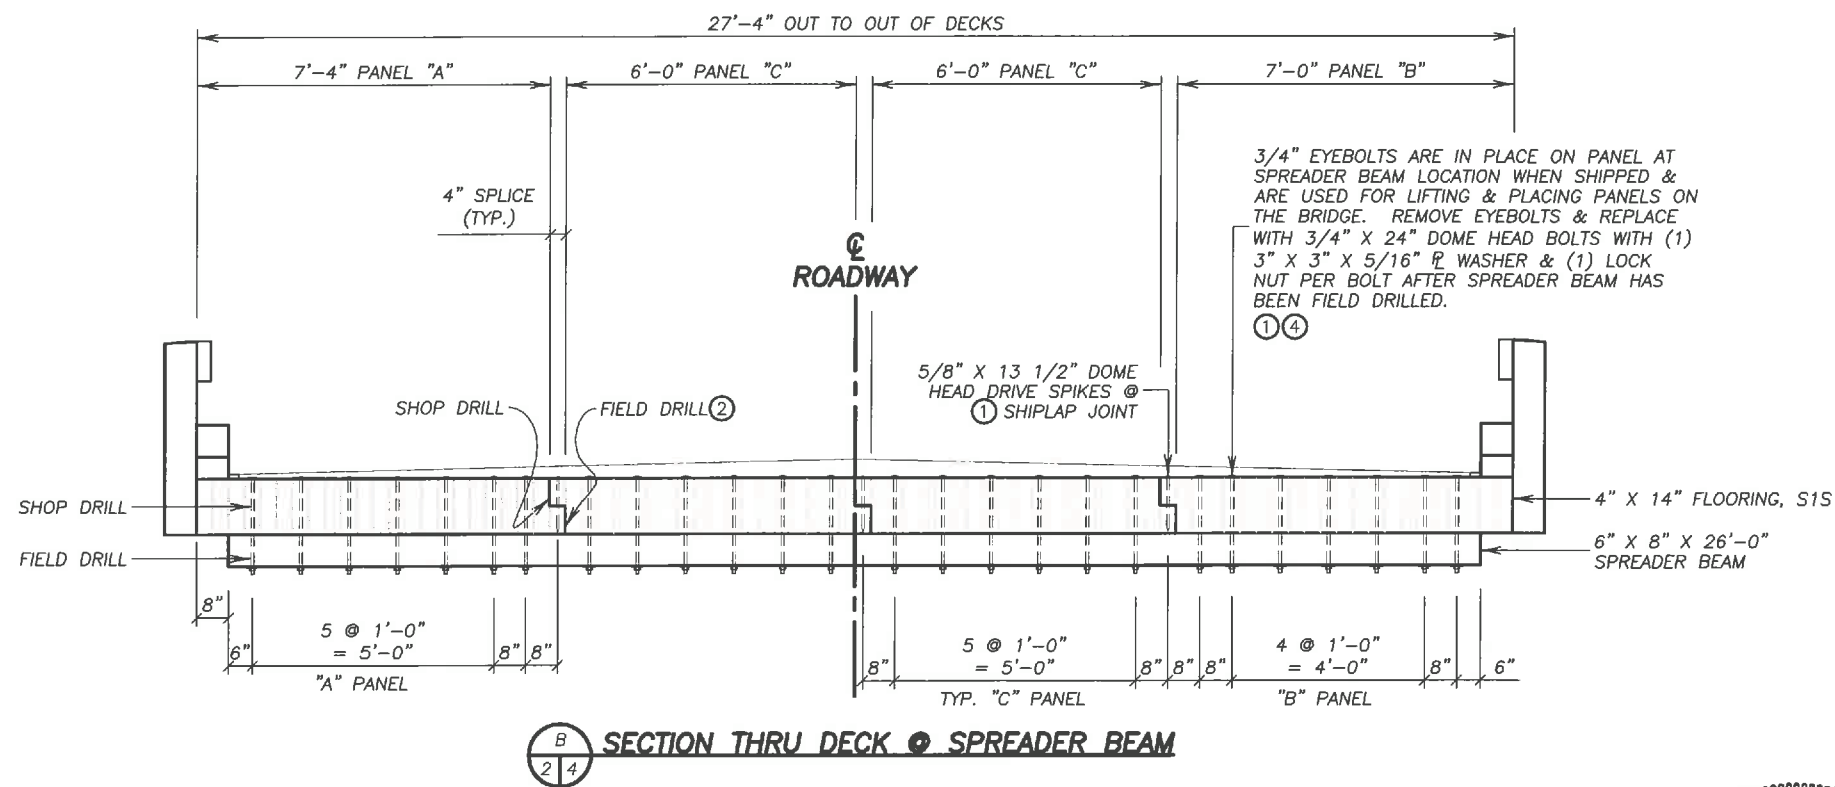 27'-4" OUT TO OUT OF DECKS
7'-4" PANEL "A"
6'-0" PANEL "C"
6'-0" PANEL "C"
7'-0" PANEL "B"
3/4" EYEBOLTS ARE IN PLACE ON PANEL AT
SPREADER BEAM LOCATION WHEN SHIPPED &
ARE USED FOR LIFTING & PLACING PANELS ON
THE BRIDGE. REMOVE EYEBOLTS & REPLACE
WITH 3/4" X 24" DOME HEAD BOLTS WITH (1)
3" X 3" X 5/16" ⅊ WASHER & (1) LOCK
NUT PER BOLT AFTER SPREADER BEAM HAS
BEEN FIELD DRILLED.
① ④
4" SPLICE
(TYP.)
℄
ROADWAY
5/8" X 13 1/2" DOME
HEAD DRIVE SPIKES @
① SHIPLAP JOINT
SHOP DRILL
FIELD DRILL ②
SHOP DRILL
FIELD DRILL
4" X 14" FLOORING, S1S
6" X 8" X 26'-0"
SPREADER BEAM
8"
6"
5 @ 1'-0"
= 5'-0"
8"
8"
"A" PANEL
8"
5 @ 1'-0"
= 5'-0"
8"
8"
8"
TYP. "C" PANEL
4 @ 1'-0"
= 4'-0"
8"
6"
"B" PANEL
B
2
4
SECTION THRU DECK @ SPREADER BEAM